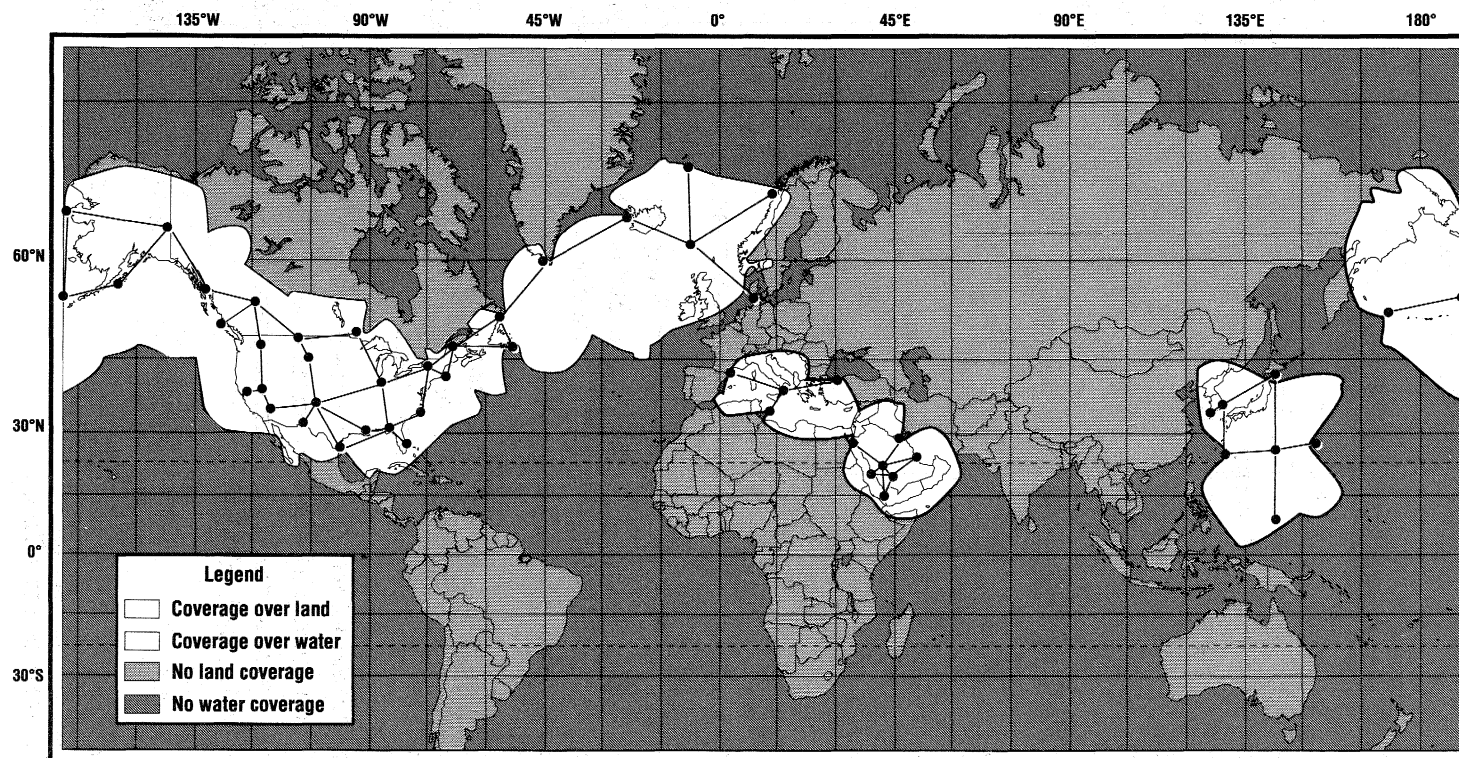 135°W 90°W 45°W 0° 45°E 90°E 135°E 180°
60°N
30°N
0°
30°S
Legend
Coverage over land
Coverage over water
No land coverage
No water coverage